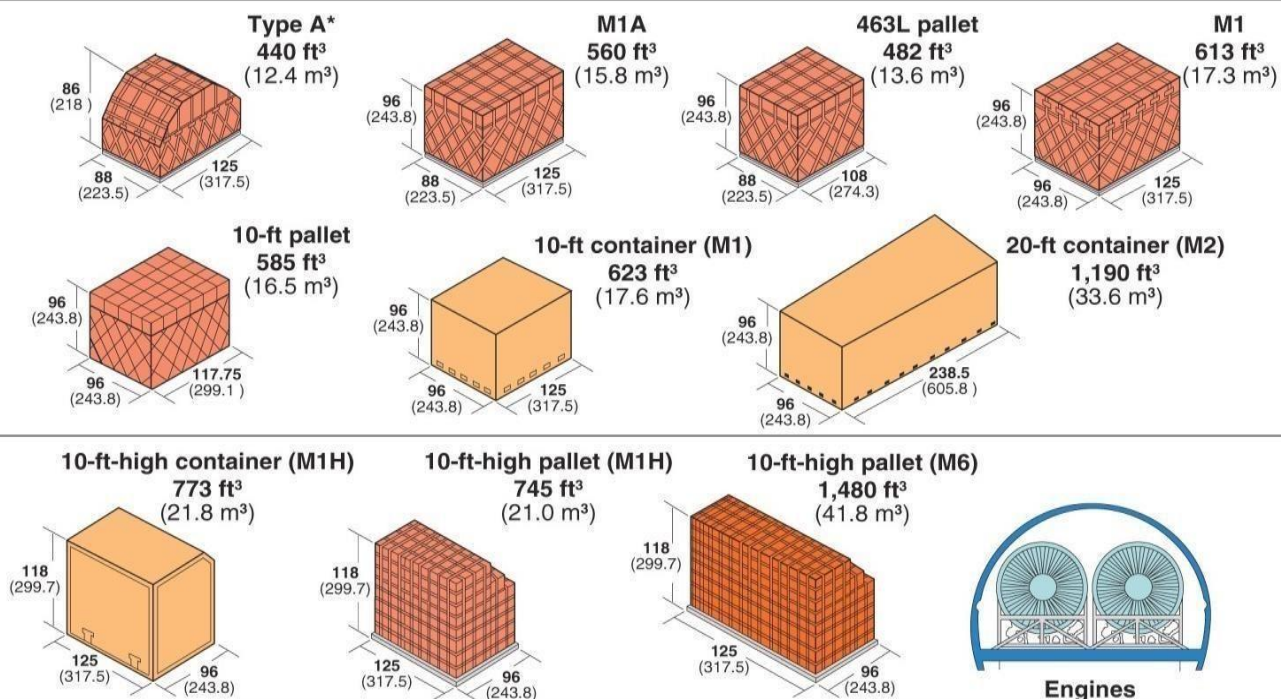 Type A*
440 ft³
(12.4 m³)
86
(218 )
88
(223.5)
125
(317.5)
M1A
560 ft³
(15.8 m³)
96
(243.8)
88
(223.5)
125
(317.5)
463L pallet
482 ft³
(13.6 m³)
96
(243.8)
88
(223.5)
108
(274.3)
M1
613 ft³
(17.3 m³)
96
(243.8)
96
(243.8)
125
(317.5)
10-ft pallet
585 ft³
(16.5 m³)
96
(243.8)
96
(243.8)
117.75
(299.1 )
10-ft container (M1)
623 ft³
(17.6 m³)
96
(243.8)
96
(243.8)
125
(317.5)
20-ft container (M2)
1,190 ft³
(33.6 m³)
96
(243.8)
96
(243.8)
238.5
(605.8 )
10-ft-high container (M1H)
773 ft³
(21.8 m³)
118
(299.7)
125
(317.5)
96
(243.8)
10-ft-high pallet (M1H)
745 ft³
(21.0 m³)
118
(299.7)
125
(317.5)
96
(243.8)
10-ft-high pallet (M6)
1,480 ft³
(41.8 m³)
118
(299.7)
125
(317.5)
96
(243.8)
Engines